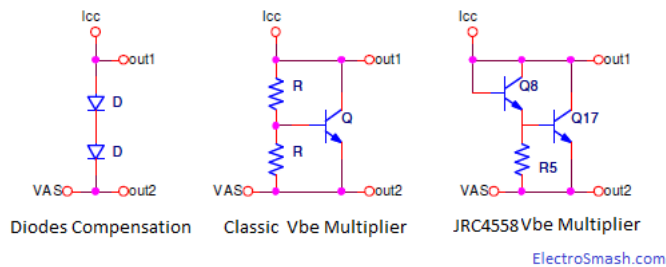 Icc
Icc
Icc
out1
out1
out1
D
R
Q8
Q
Q17
D
R
R5
VAS
out2
VAS
out2
VAS
out2
Diodes Compensation
Classic Vbe Multiplier
JRC4558 Vbe Multiplier
ElectroSmash.com